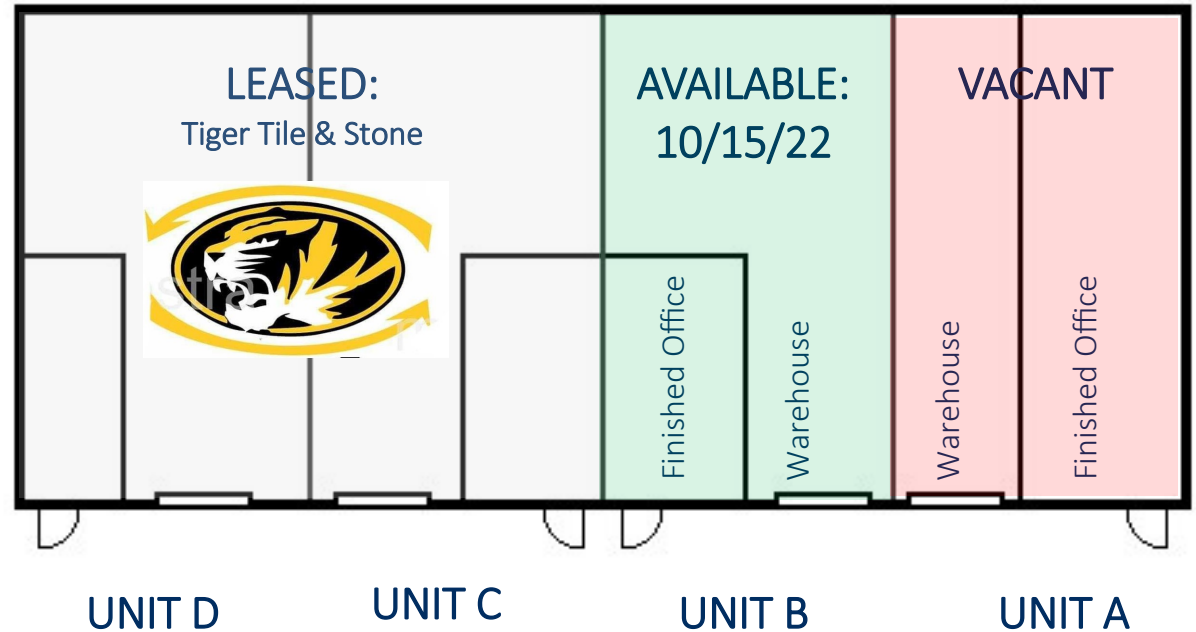 LEASED:
Tiger Tile & Stone
AVAILABLE:
10/15/22
VACANT
Finished Office
Warehouse
Warehouse
Finished Office
UNIT D
UNIT C
UNIT B
UNIT A